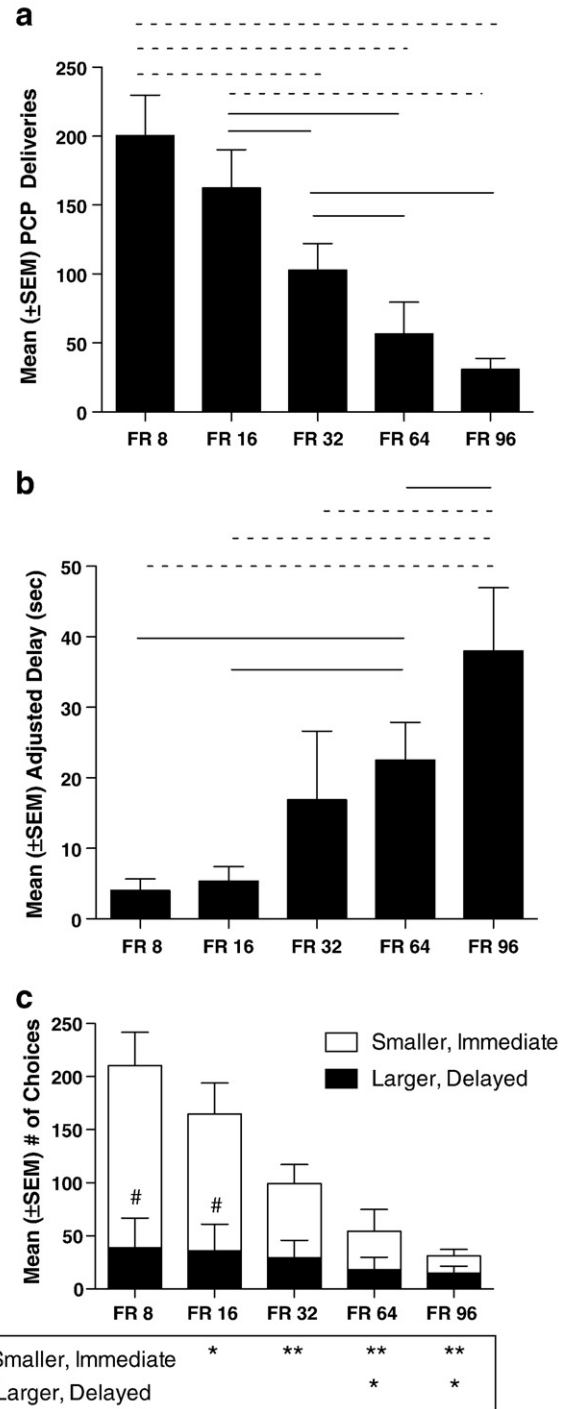 a
Mean (±SEM) PCP Deliveries
250
200
150
100
50
0
FR 8 FR 16 FR 32 FR 64 FR 96
b
Mean (±SEM) Adjusted Delay (sec)
50
40
30
20
10
0
FR 8 FR 16 FR 32 FR 64 FR 96
c
Mean (±SEM) # of Choices
250
200
150
100
50
0
Smaller, Immediate
Larger, Delayed
# #
FR 8 FR 16 FR 32 FR 64 FR 96
Smaller, Immediate * ** ** **
Larger, Delayed * *